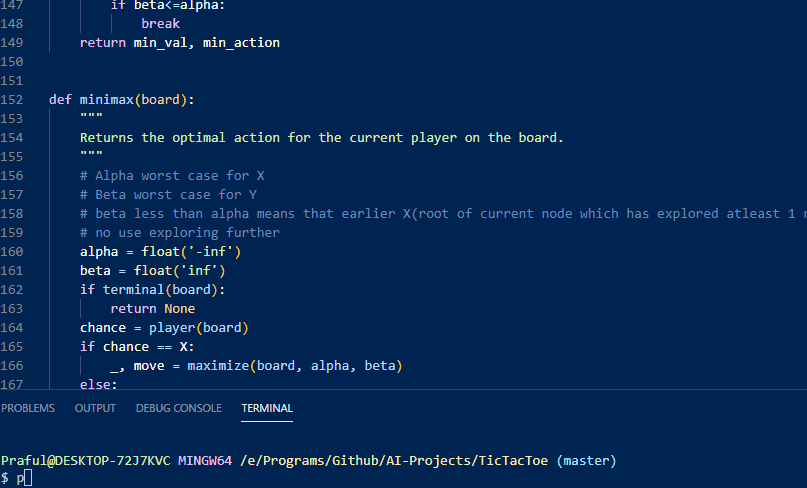 147 if beta<=alpha:
148 break
149 return min_val, min_action
150
151
152 def minimax(board):
153 """
154 Returns the optimal action for the current player on the board.
155 """
156 # Alpha worst case for X
157 # Beta worst case for Y
158 # beta less than alpha means that earlier X(root of current node which has explored atleast 1
159 # no use exploring further
160 alpha = float('-inf')
161 beta = float('inf')
162 if terminal(board):
163 return None
164 chance = player(board)
165 if chance == X:
166 _, move = maximize(board, alpha, beta)
167 else:
PROBLEMS OUTPUT DEBUG CONSOLE TERMINAL
Praful@DESKTOP-72J7KVC MINGW64 /e/Programs/Github/AI-Projects/TicTacToe (master)
$ p